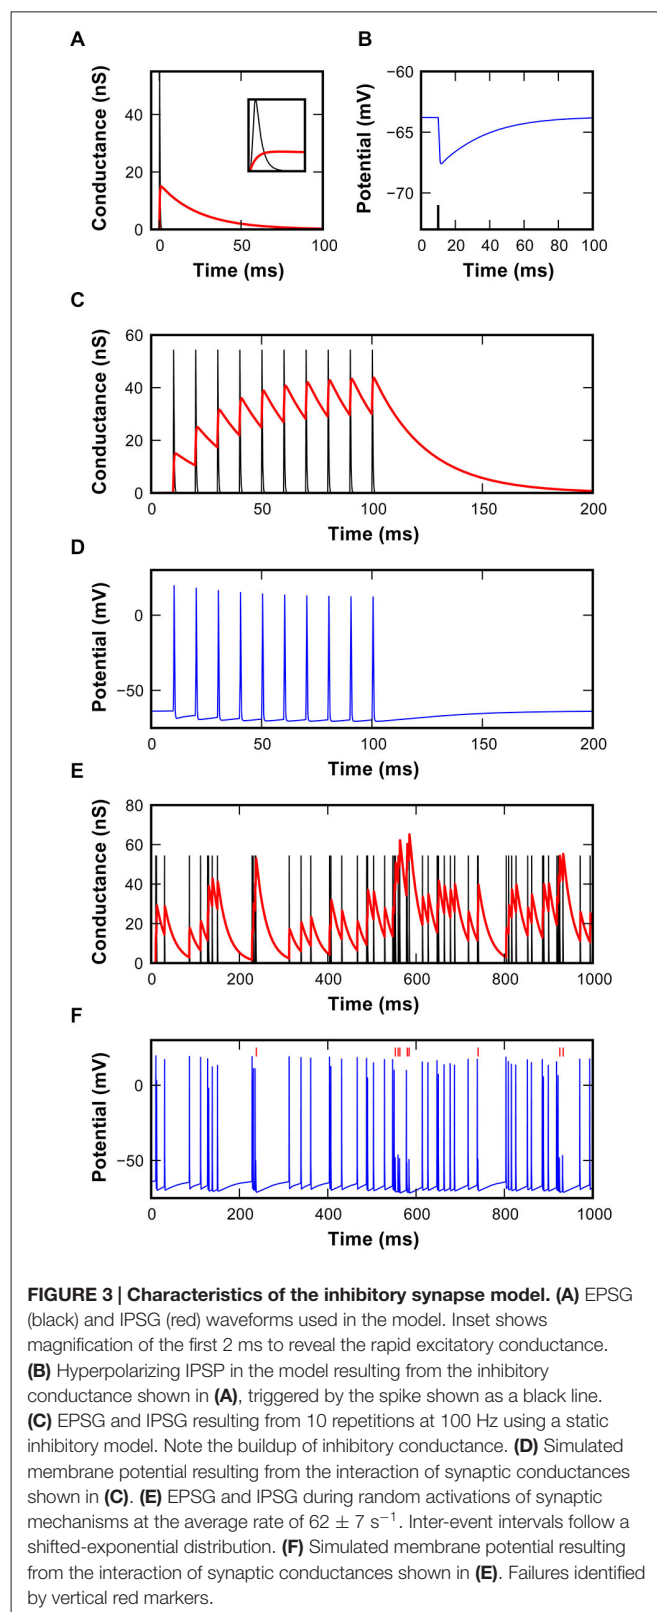 A
Conductance (nS)
40
20
0
0
50
100
Time (ms)
B
Potential (mV)
−60
−65
−70
0
20
40
60
80
100
Time (ms)
C
Conductance (nS)
60
40
20
0
0
50
100
150
200
Time (ms)
D
Potential (mV)
0
−50
0
50
100
150
200
Time (ms)
E
Conductance (nS)
80
60
40
20
0
0
200
400
600
800
1000
Time (ms)
F
Potential (mV)
0
−50
0
200
400
600
800
1000
Time (ms)
FIGURE 3 | Characteristics of the inhibitory synapse model. (A) EPSG
(black) and IPSG (red) waveforms used in the model. Inset shows
magnification of the first 2 ms to reveal the rapid excitatory conductance.
(B) Hyperpolarizing IPSP in the model resulting from the inhibitory
conductance shown in (A), triggered by the spike shown as a black line.
(C) EPSG and IPSG resulting from 10 repetitions at 100 Hz using a static
inhibitory model. Note the buildup of inhibitory conductance. (D) Simulated
membrane potential resulting from the interaction of synaptic conductances
shown in (C). (E) EPSG and IPSG during random activations of synaptic
mechanisms at the average rate of 62 ± 7 s⁻¹. Inter-event intervals follow a
shifted-exponential distribution. (F) Simulated membrane potential resulting
from the interaction of synaptic conductances shown in (E). Failures identified
by vertical red markers.